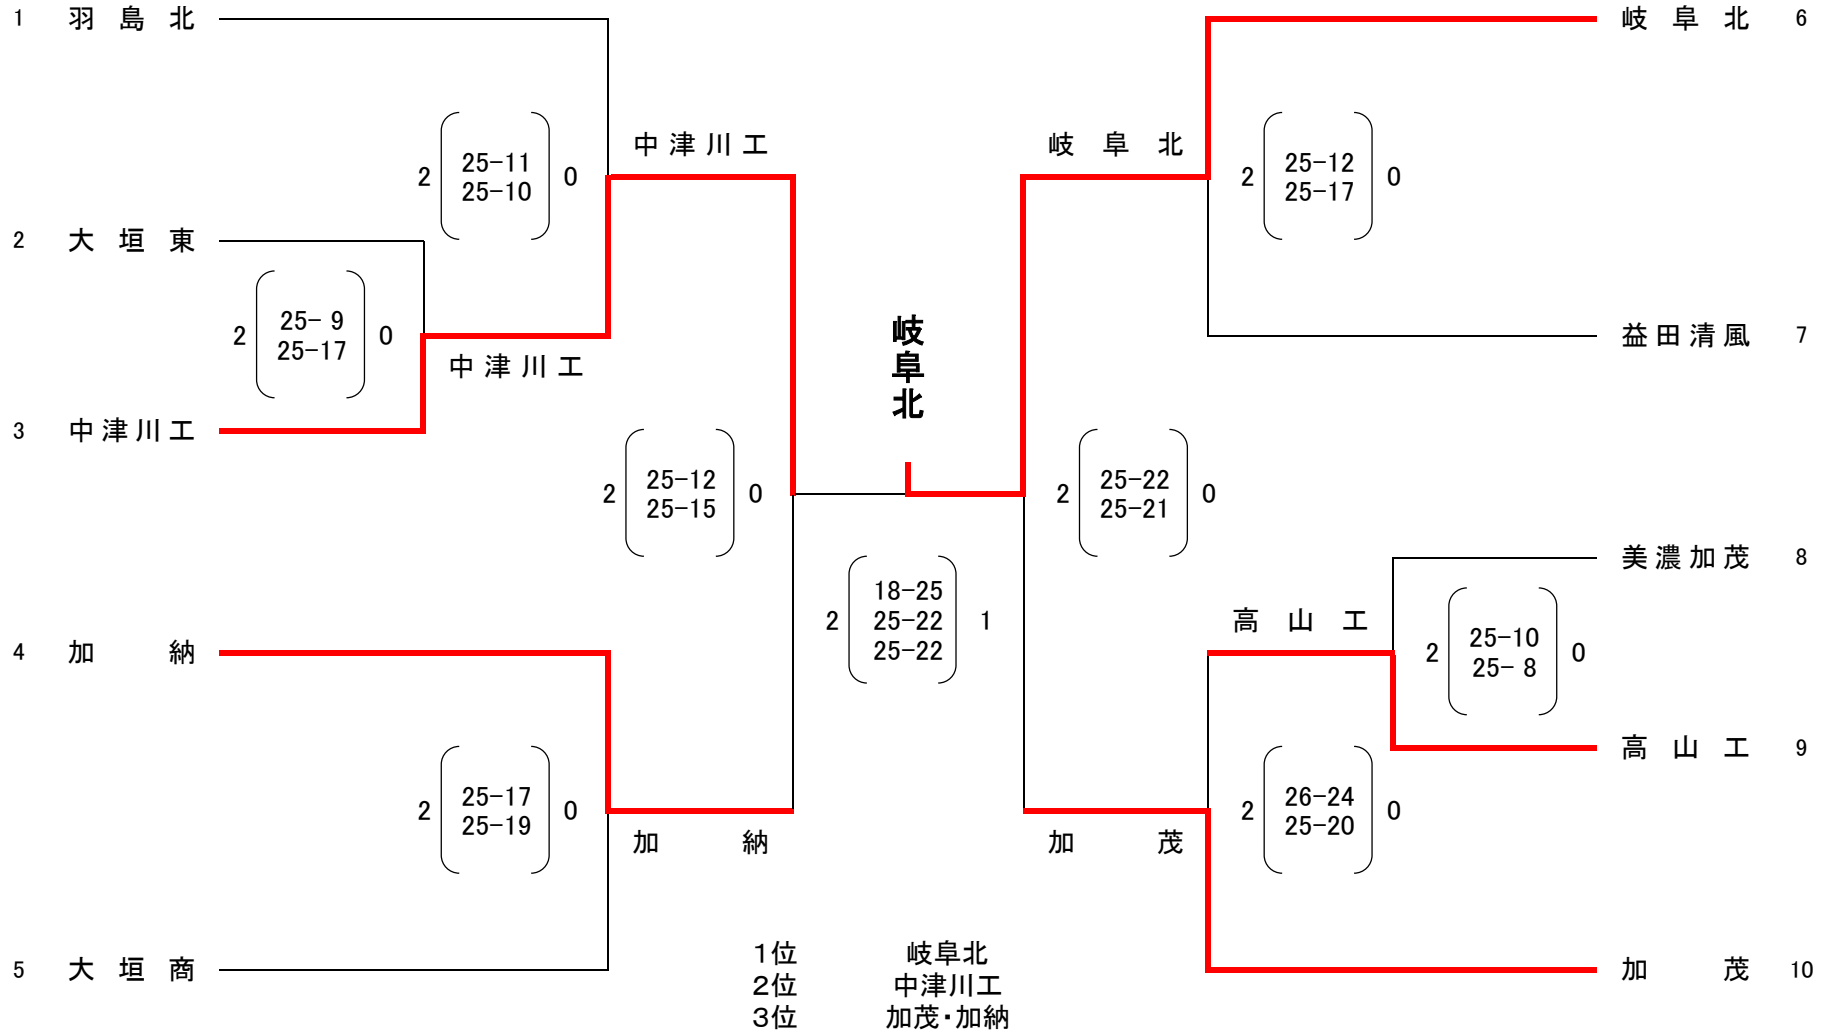 1 羽島北
岐阜北 6
中津川工
岐阜北
2 25-11 0
25-10
2 25-12 0
25-17
2 大垣東
2 25- 9 0
25-17
中津川工
岐阜北
益田清風 7
3 中津川工
2 25-12 0
25-15
2 25-22 0
25-21
美濃加茂 8
18-25
2 25-22 1
25-22
高山工
2 25-10 0
25- 8
4 加納
高山工 9
2 25-17 0
25-19
2 26-24 0
25-20
加納
加茂
5 大垣商
加茂 10
1位 岐阜北
2位 中津川工
3位 加茂・加納